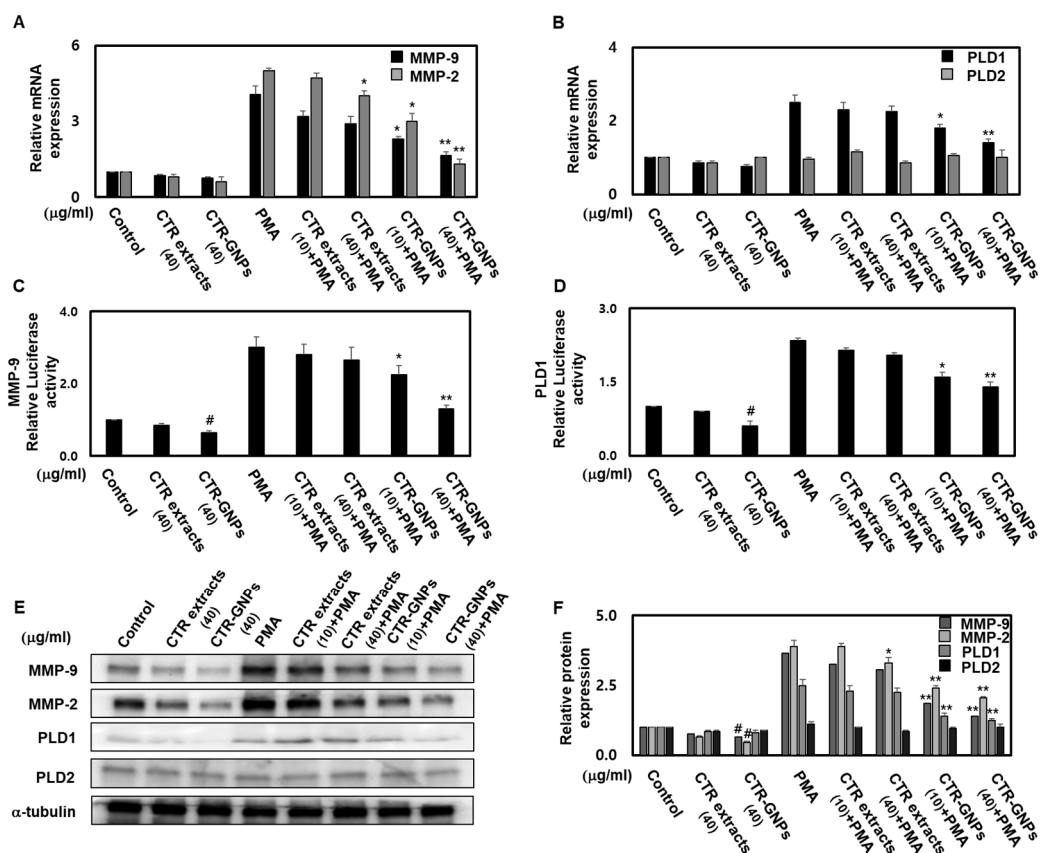 A
Relative mRNA
expression
6
3
0
MMP-9
MMP-2
*
*
*
**
**
(μg/ml)
Control
CTR extracts
(40)
CTR-GNPs
(40)
PMA
CTR extracts
(10)+PMA
CTR extracts
(40)+PMA
CTR-GNPs
(10)+PMA
CTR-GNPs
(40)+PMA
B
Relative mRNA
expression
4
2
0
PLD1
PLD2
*
**
(μg/ml)
Control
CTR extracts
(40)
CTR-GNPs
(40)
PMA
CTR extracts
(10)+PMA
CTR extracts
(40)+PMA
CTR-GNPs
(10)+PMA
CTR-GNPs
(40)+PMA
C
MMP-9
Relative Luciferase
activity
4.0
2.0
0.0
#
*
**
(μg/ml)
Control
CTR extracts
(40)
CTR-GNPs
(40)
PMA
CTR extracts
(10)+PMA
CTR extracts
(40)+PMA
CTR-GNPs
(10)+PMA
CTR-GNPs
(40)+PMA
D
PLD1
Relative Luciferase
activity
3.0
1.5
0.0
#
*
**
(μg/ml)
Control
CTR extracts
(40)
CTR-GNPs
(40)
PMA
CTR extracts
(10)+PMA
CTR extracts
(40)+PMA
CTR-GNPs
(10)+PMA
CTR-GNPs
(40)+PMA
E
(μg/ml)
Control
CTR extracts
(40)
CTR-GNPs
(40)
PMA
CTR extracts
(10)+PMA
CTR extracts
(40)+PMA
CTR-GNPs
(10)+PMA
CTR-GNPs
(40)+PMA
MMP-9
MMP-2
PLD1
PLD2
α-tubulin
F
Relative protein
expression
5.0
2.5
0.0
MMP-9
MMP-2
PLD1
PLD2
#
#
*
**
**
**
**
**
**
(μg/ml)
Control
CTR extracts
(40)
CTR-GNPs
(40)
PMA
CTR extracts
(10)+PMA
CTR extracts
(40)+PMA
CTR-GNPs
(10)+PMA
CTR-GNPs
(40)+PMA